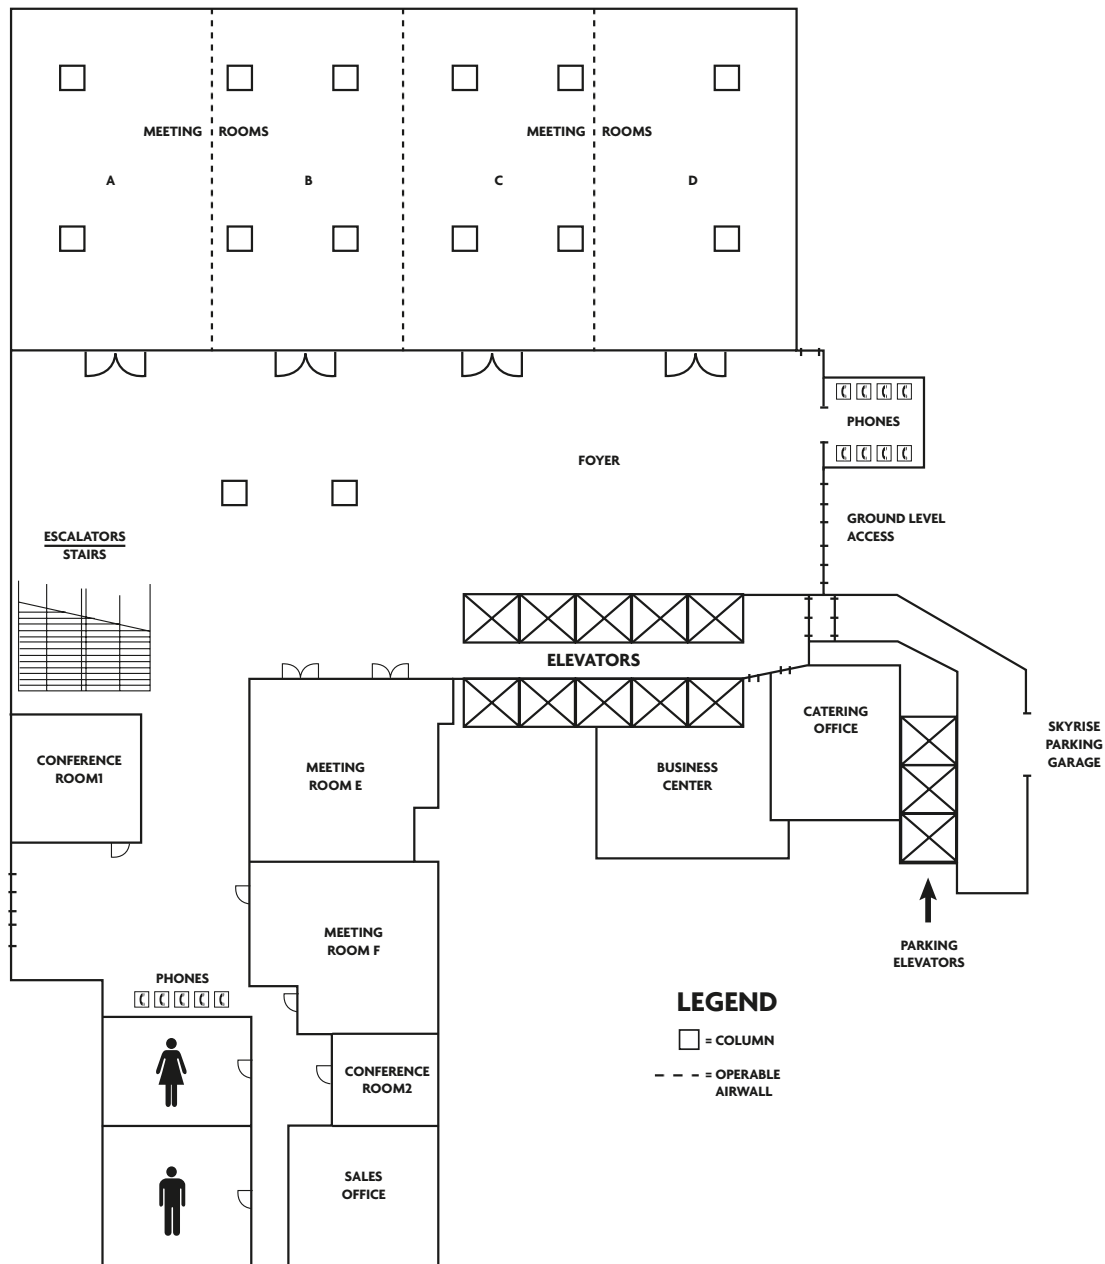 MEETING ROOMS
MEETING ROOMS
A
B
C
D
PHONES
FOYER
GROUND LEVEL
ACCESS
ESCALATORS
STAIRS
ELEVATORS
CATERING
OFFICE
SKYRISE
PARKING
GARAGE
CONFERENCE
ROOM1
MEETING
ROOM E
BUSINESS
CENTER
MEETING
ROOM F
PARKING
ELEVATORS
PHONES
LEGEND
= COLUMN
= OPERABLE
AIRWALL
CONFERENCE
ROOM2
SALES
OFFICE